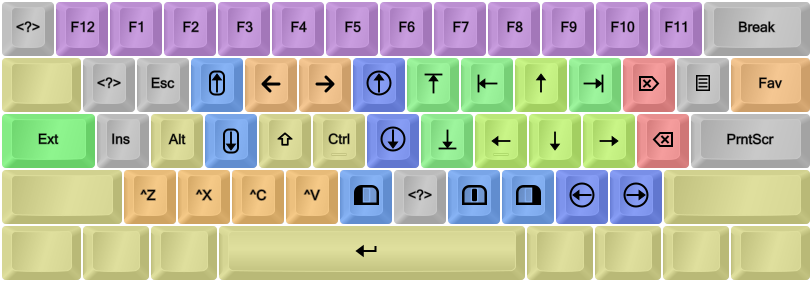 <?> F12 F1 F2 F3 F4 F5 F6 F7 F8 F9 F10 F11 Break
<?> Esc Fav
Ext Ins Alt Ctrl PrntScr
^Z ^X ^C ^V <?>